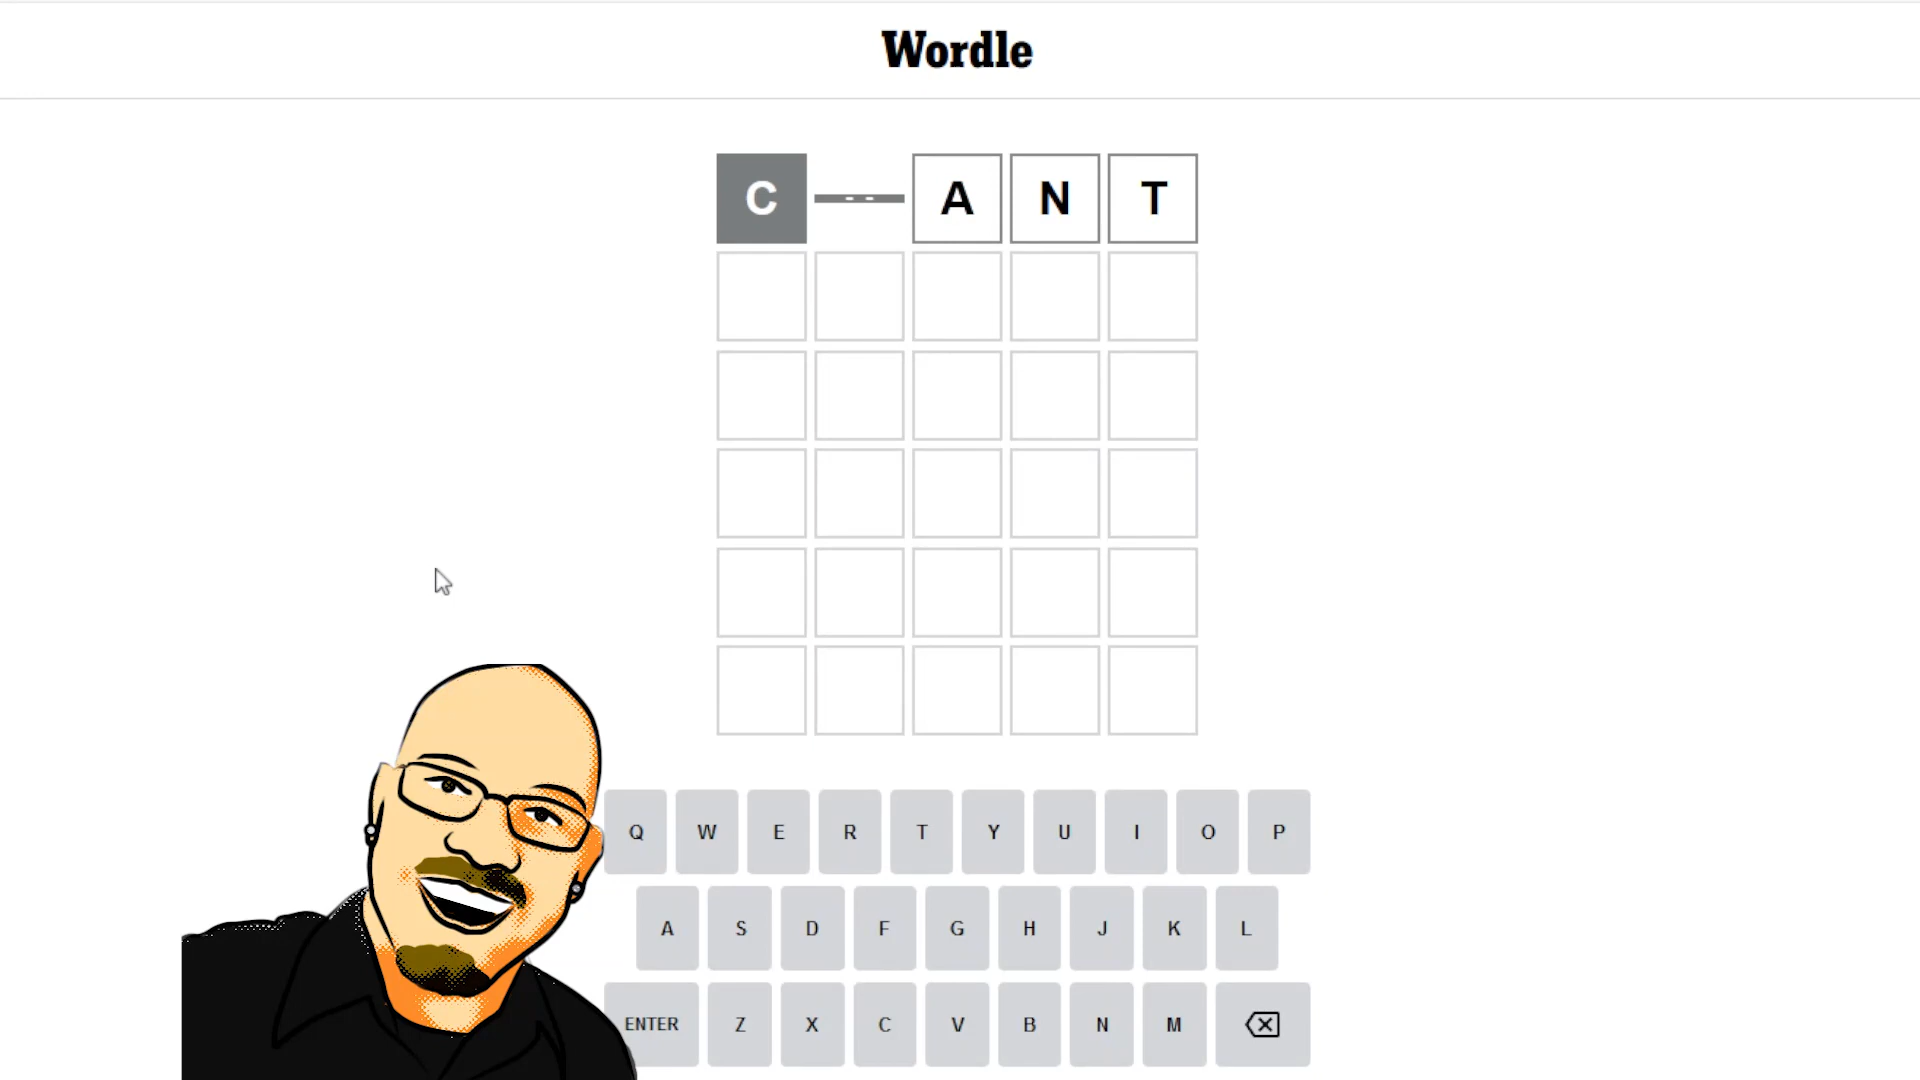 Wordle
C A N T
Q W E R T Y U I O P
A S D F G H J K L
ENTER Z X C V B N M